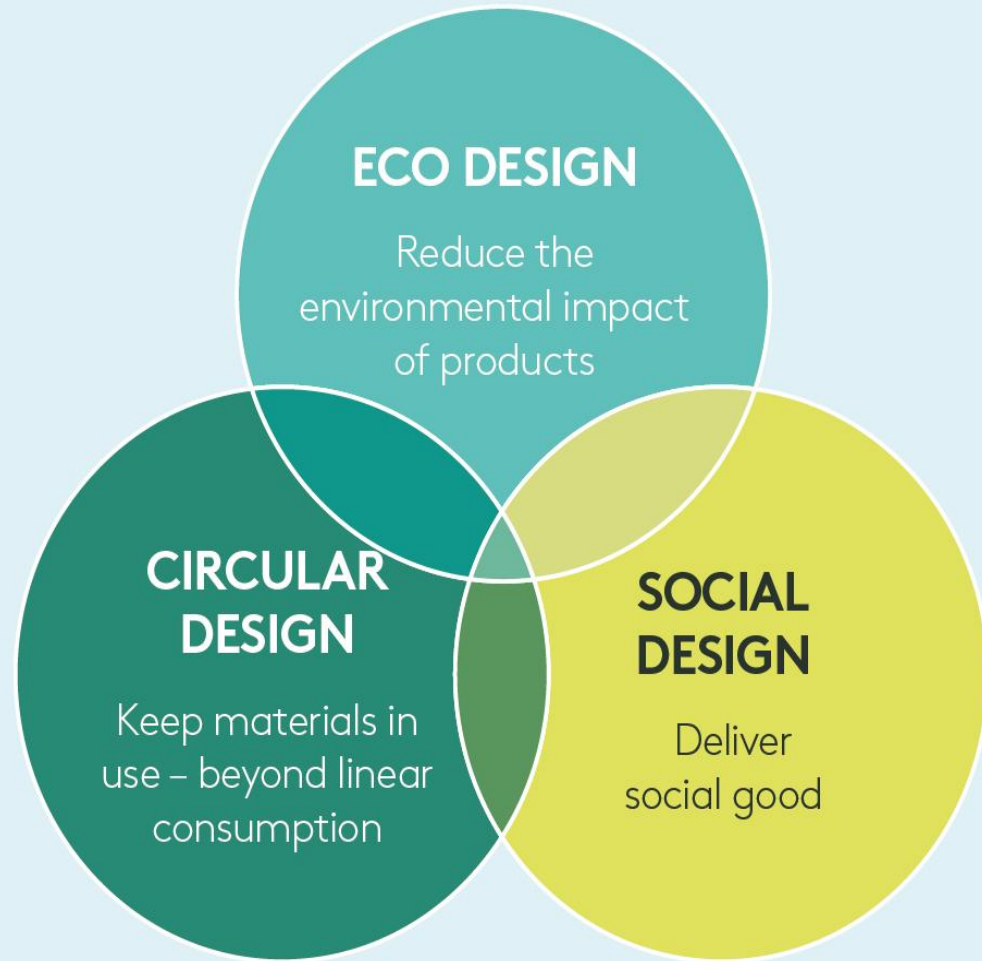 ECO DESIGN
Reduce the
environmental impact
of products
CIRCULAR
DESIGN
Keep materials in
use – beyond linear
consumption
SOCIAL
DESIGN
Deliver
social good